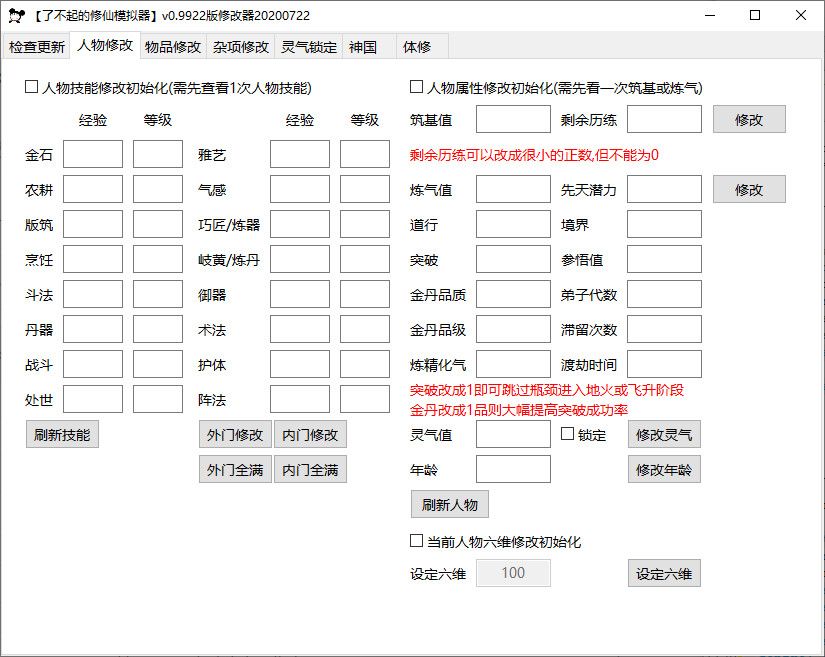 【了不起的修仙模拟器】v0.9922版修改器20200722
检查更新 人物修改 物品修改 杂项修改 灵气锁定 神国 体修
人物技能修改初始化(需先查看1次人物技能)
经验 等级 经验 等级
金石 雅艺
农耕 气感
版筑 巧匠/炼器
烹饪 岐黄/炼丹
斗法 御器
丹器 术法
战斗 护体
处世 阵法
刷新技能 外门修改 内门修改
外门全满 内门全满
人物属性修改初始化(需先看一次筑基或炼气)
筑基值 剩余历练 修改
剩余历练可以改成很小的正数,但不能为0
炼气值 先天潜力 修改
道行 境界
突破 参悟值
金丹品质 弟子代数
金丹品级 滞留次数
炼精化气 渡劫时间
突破改成1即可跳过瓶颈进入地火或飞升阶段
金丹改成1品则大幅提高突破成功率
灵气值 锁定 修改灵气
年龄 修改年龄
刷新人物
当前人物六维修改初始化
设定六维 100 设定六维